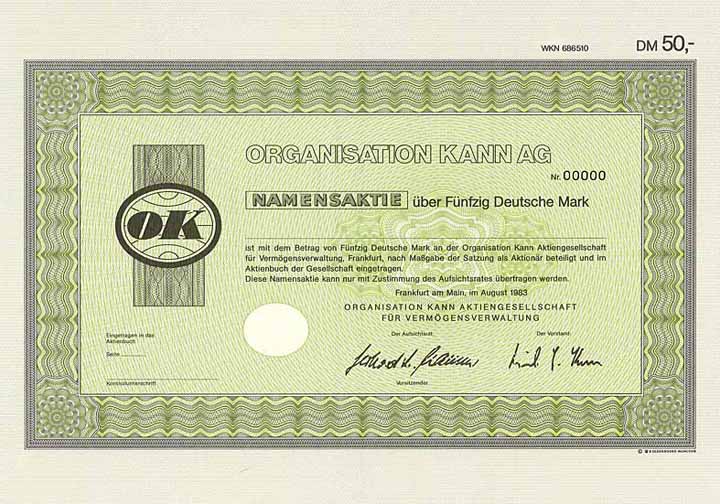 WKN 686510
DM 50,-
ORGANISATION KANN AG
Nr. 00000
NAMENSAKTIE über Fünfzig Deutsche Mark
OK
ist mit dem Betrag von Fünfzig Deutsche Mark an der Organisation Kann Aktiengesellschaft
für Vermögensverwaltung, Frankfurt, nach Maßgabe der Satzung als Aktionär beteiligt und im
Aktienbuch der Gesellschaft eingetragen.
Diese Namensaktie kann nur mit Zustimmung des Aufsichtsrates übertragen werden.
Frankfurt am Main, im August 1983
ORGANISATION KANN AKTIENGESELLSCHAFT
FÜR VERMÖGENSVERWALTUNG
Eingetragen in das
Aktienbuch
Seite
Kontrollunterschrift
Der Aufsichtsrat:
Der Vorstand:
Vorsitzender